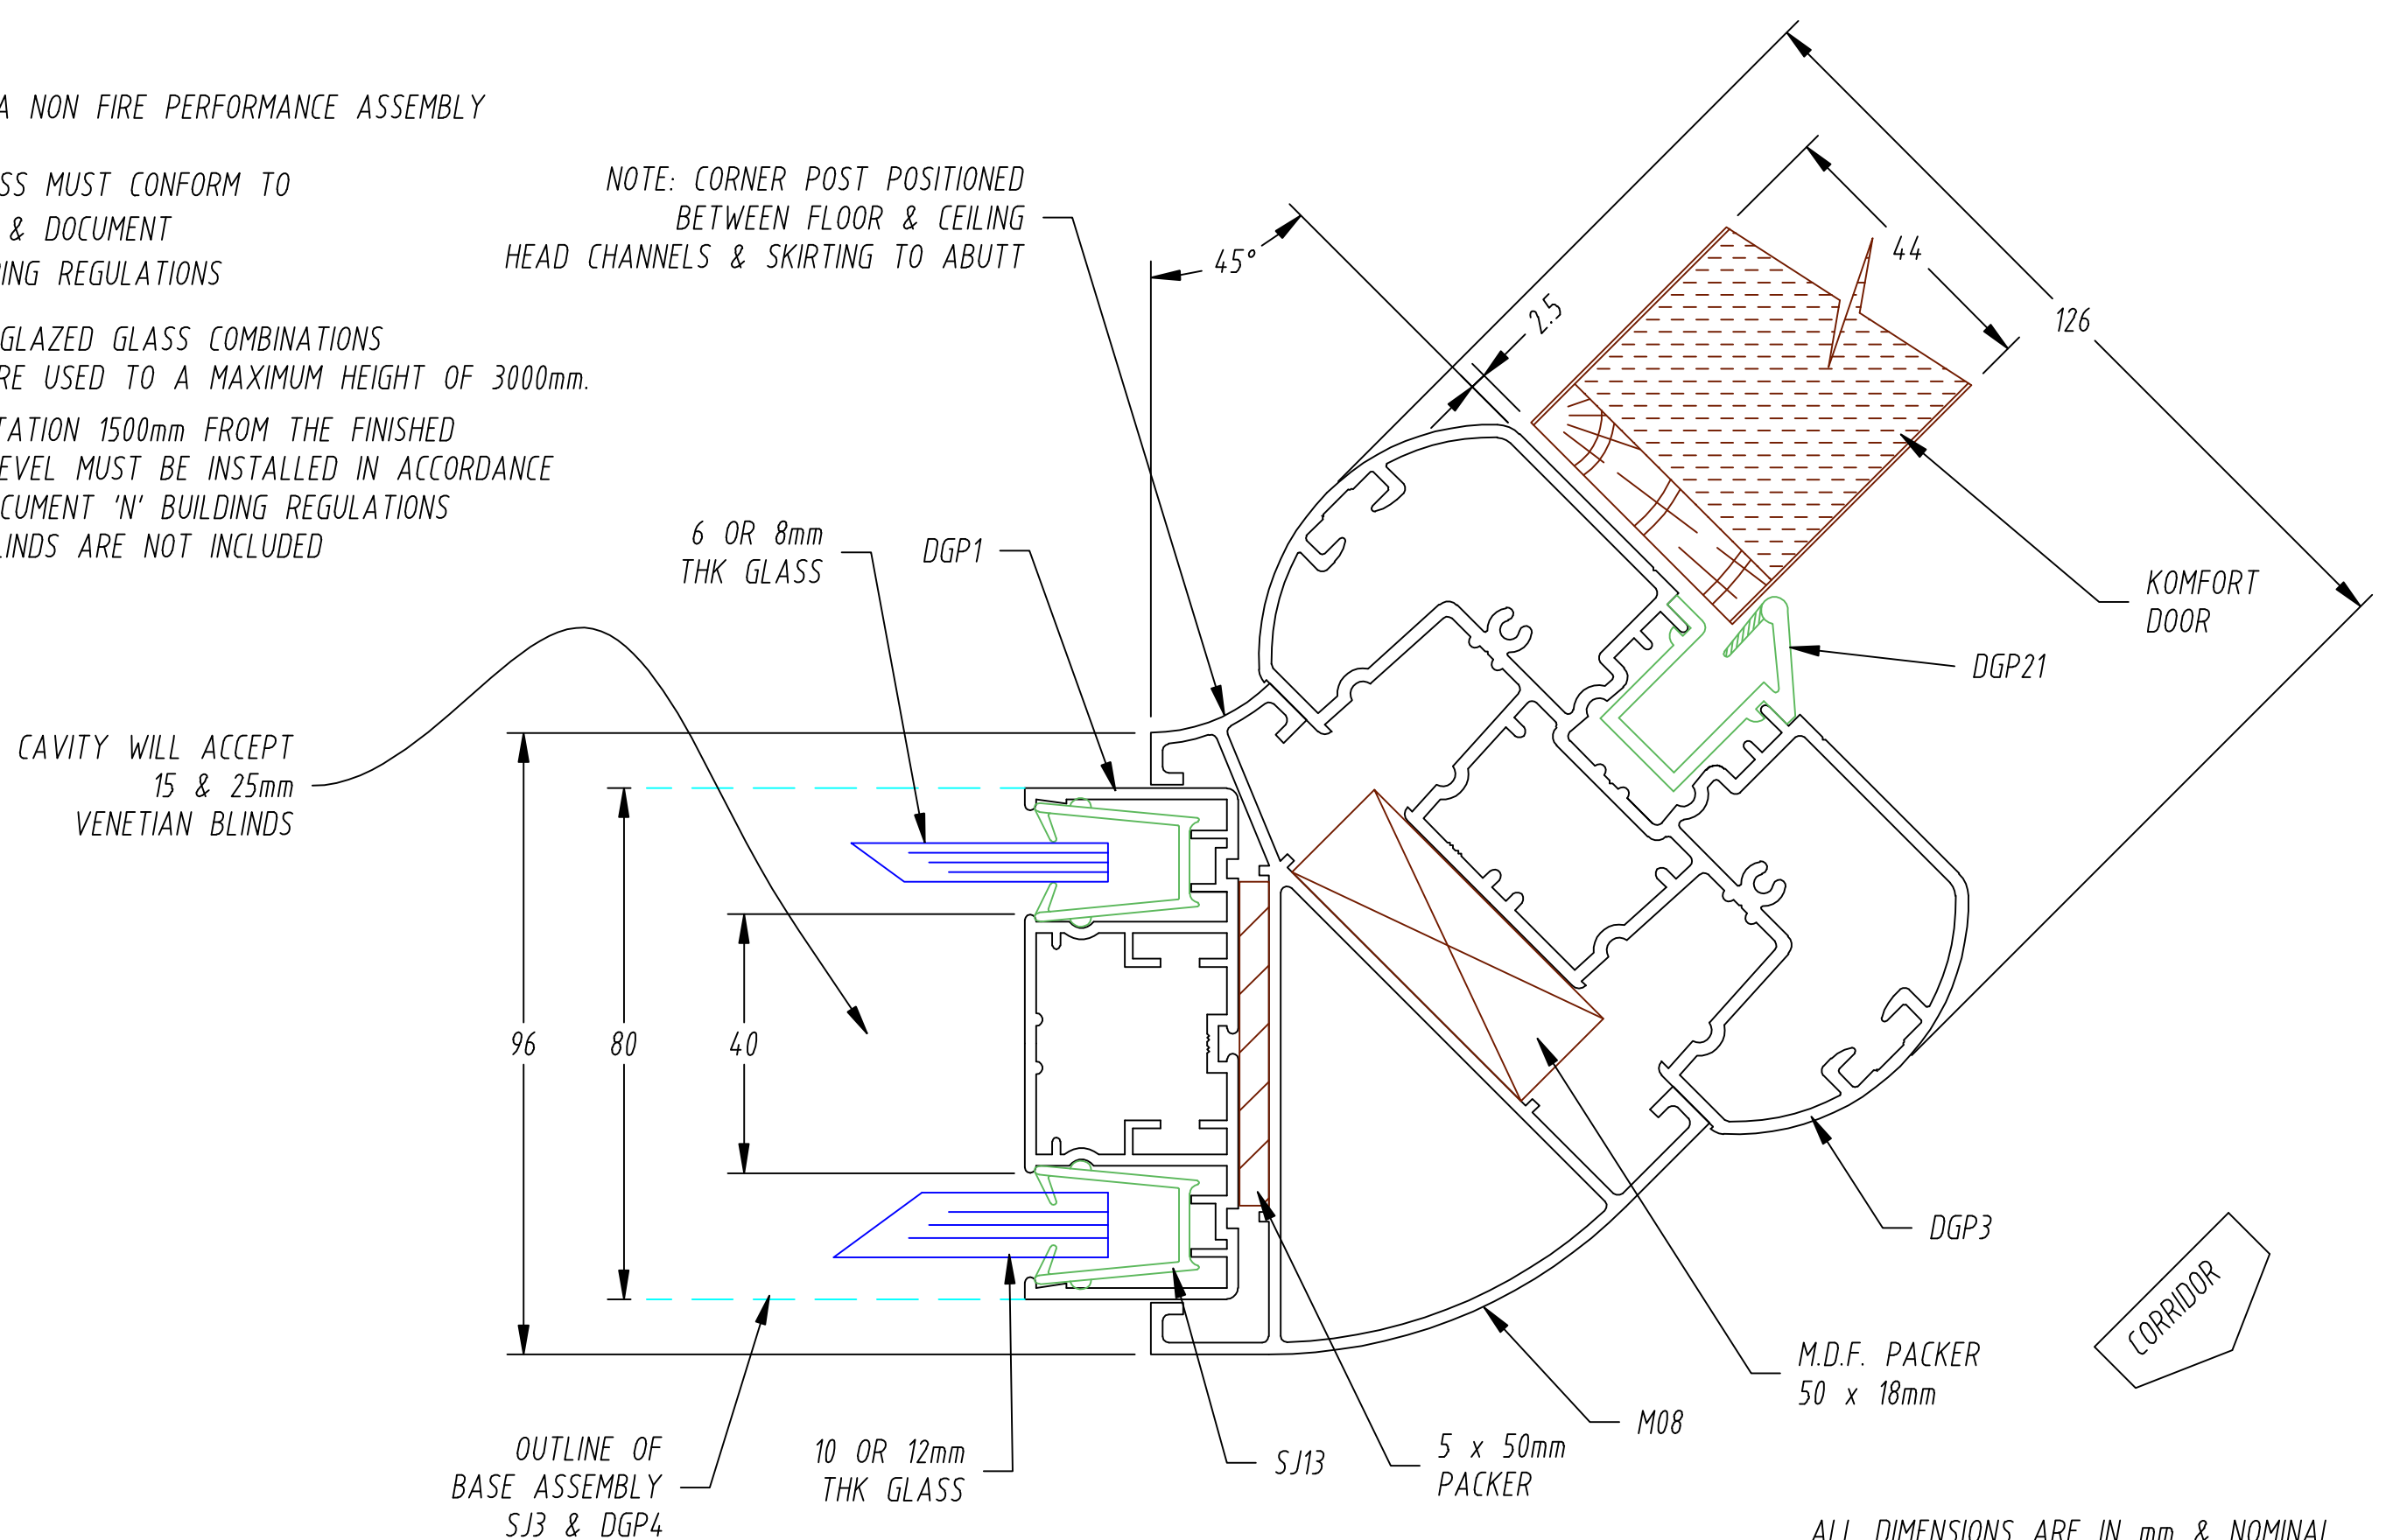 A NON FIRE PERFORMANCE ASSEMBLY
SS MUST CONFORM TO
& DOCUMENT
ING REGULATIONS
GLAZED GLASS COMBINATIONS
RE USED TO A MAXIMUM HEIGHT OF 3000mm.
TATION 1500mm FROM THE FINISHED
EVEL MUST BE INSTALLED IN ACCORDANCE
CUMENT 'N' BUILDING REGULATIONS
LINDS ARE NOT INCLUDED
NOTE: CORNER POST POSITIONED
BETWEEN FLOOR & CEILING
HEAD CHANNELS & SKIRTING TO ABUTT
45°
2.5
44
126
6 OR 8mm
THK GLASS
DGP1
KOMFORT
DOOR
DGP21
CAVITY WILL ACCEPT
15 & 25mm
VENETIAN BLINDS
96
80
40
DGP3
CORRIDOR
M.D.F. PACKER
50 x 18mm
M08
5 x 50mm
PACKER
SJ13
10 OR 12mm
THK GLASS
OUTLINE OF
BASE ASSEMBLY
SJ3 & DGP4
ALL DIMENSIONS ARE IN mm & NOMINAL